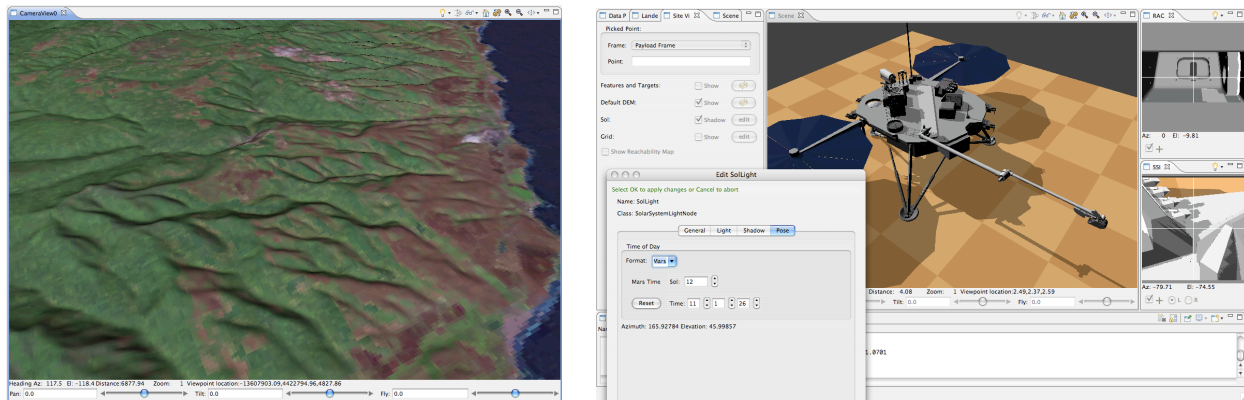 CameraView0
Heading Az: 117.5 El: -118.4 Distance:6877.94 Zoom: 1 Viewpoint location:-13607903.09,4422794.96,4827.86
Pan: 0.0 Tilt: 0.0 Fly: 0.0
Data P Lande Site Vi Scene
Picked Point:
Frame: Payload Frame
Point:
Features and Targets: Show
Default DEM: Show edit
Sol: Shadow edit
Grid: Show edit
Show Reachability Map
Edit SolLight
Select OK to apply changes or Cancel to abort
Name: SolLight
Class: SolarSystemLightNode
General Light Shadow Pose
Time of Day
Format: Mars
Mars Time Sol: 12
Reset Time: 11 1 26
Azimuth: 165.92784 Elevation: 45.99857
Scene
Distance: 4.08 Zoom: 1 Viewpoint location:2.49,2.37,2.59
Tilt: 0.0 Fly: 0.0
1.0701
RAC
Az: 0 El: -9.81
SSI
Az: -79.71 El: -74.55
L R